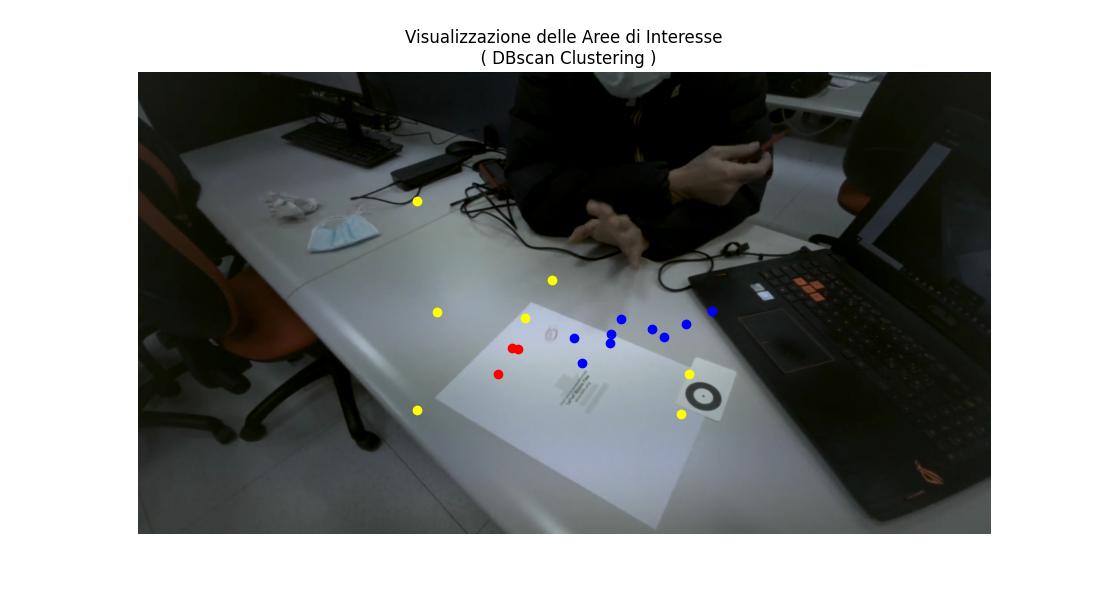 Visualizzazione delle Aree di Interesse
( DBscan Clustering )